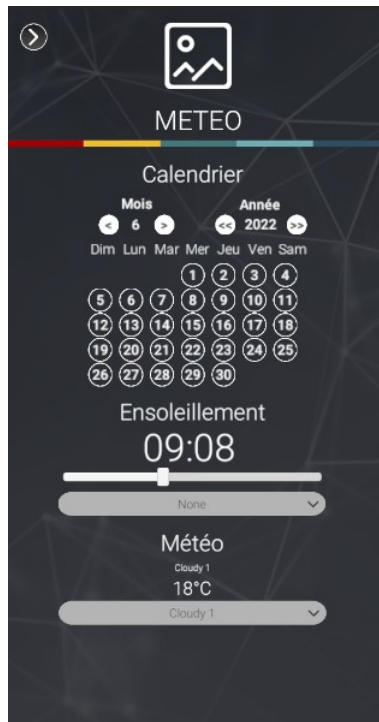 METEO
Calendrier
Mois Année
< 6 > << 2022 >>
Dim Lun Mar Mer Jeu Ven Sam
1 2 3 4
5 6 7 8 9 10 11
12 13 14 15 16 17 18
19 20 21 22 23 24 25
26 27 28 29 30
Ensoleillement
09:08
None
Météo
Cloudy 1
18°C
Cloudy 1